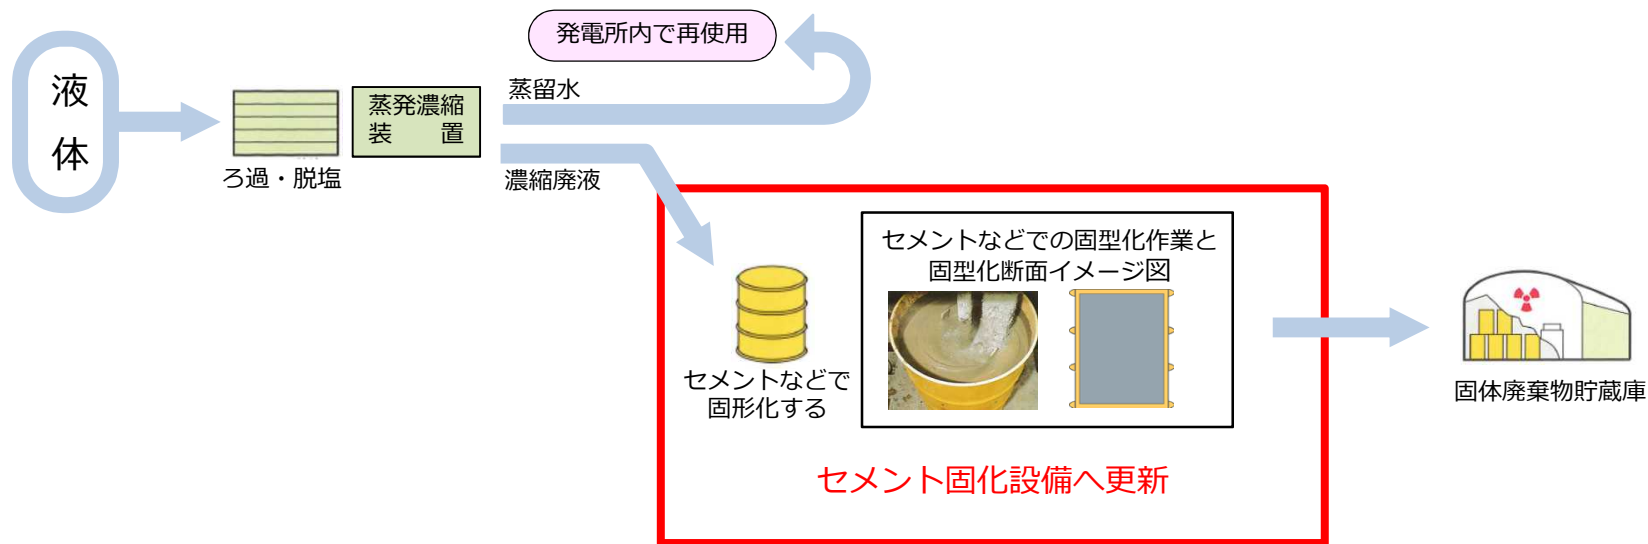 発電所内で再使用
液
体
蒸発濃縮
装　　置
蒸留水
ろ過・脱塩
濃縮廃液
セメントなどでの固型化作業と
固型化断面イメージ図
セメントなどで
固形化する
固体廃棄物貯蔵庫
セメント固化設備へ更新